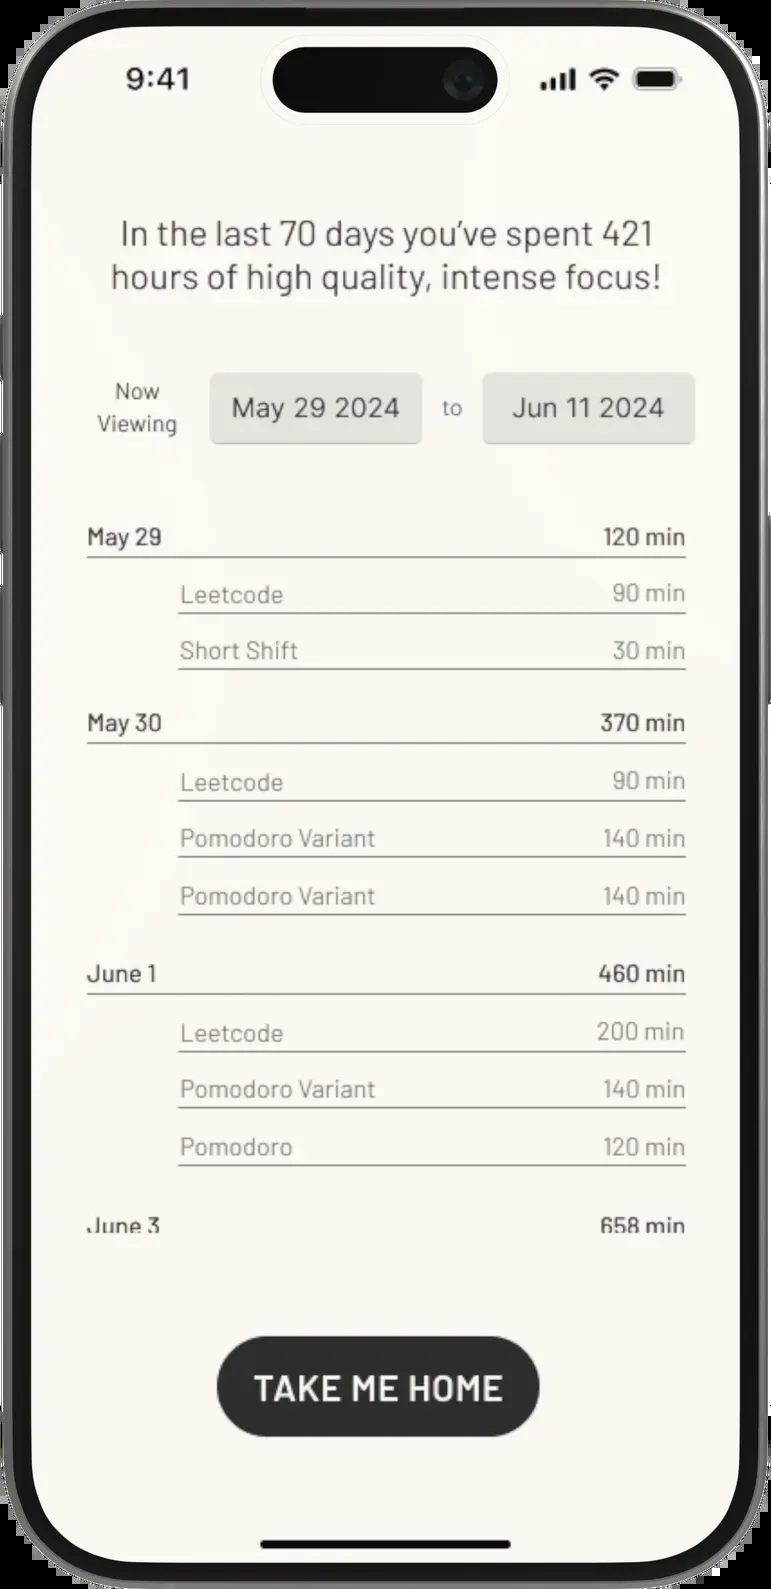 9:41
In the last 70 days you’ve spent 421
hours of high quality, intense focus!
Now
Viewing
May 29 2024 to Jun 11 2024
May 29 120 min
Leetcode 90 min
Short Shift 30 min
May 30 370 min
Leetcode 90 min
Pomodoro Variant 140 min
Pomodoro Variant 140 min
June 1 460 min
Leetcode 200 min
Pomodoro Variant 140 min
Pomodoro 120 min
June 3 658 min
TAKE ME HOME